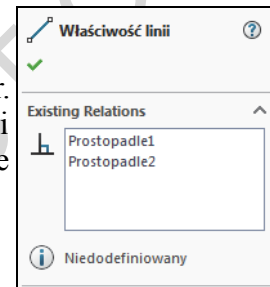 Właściwość linii
r.
Existing Relations
i
Prostopadle1
e
Prostopadle2
Niedodefiniowany